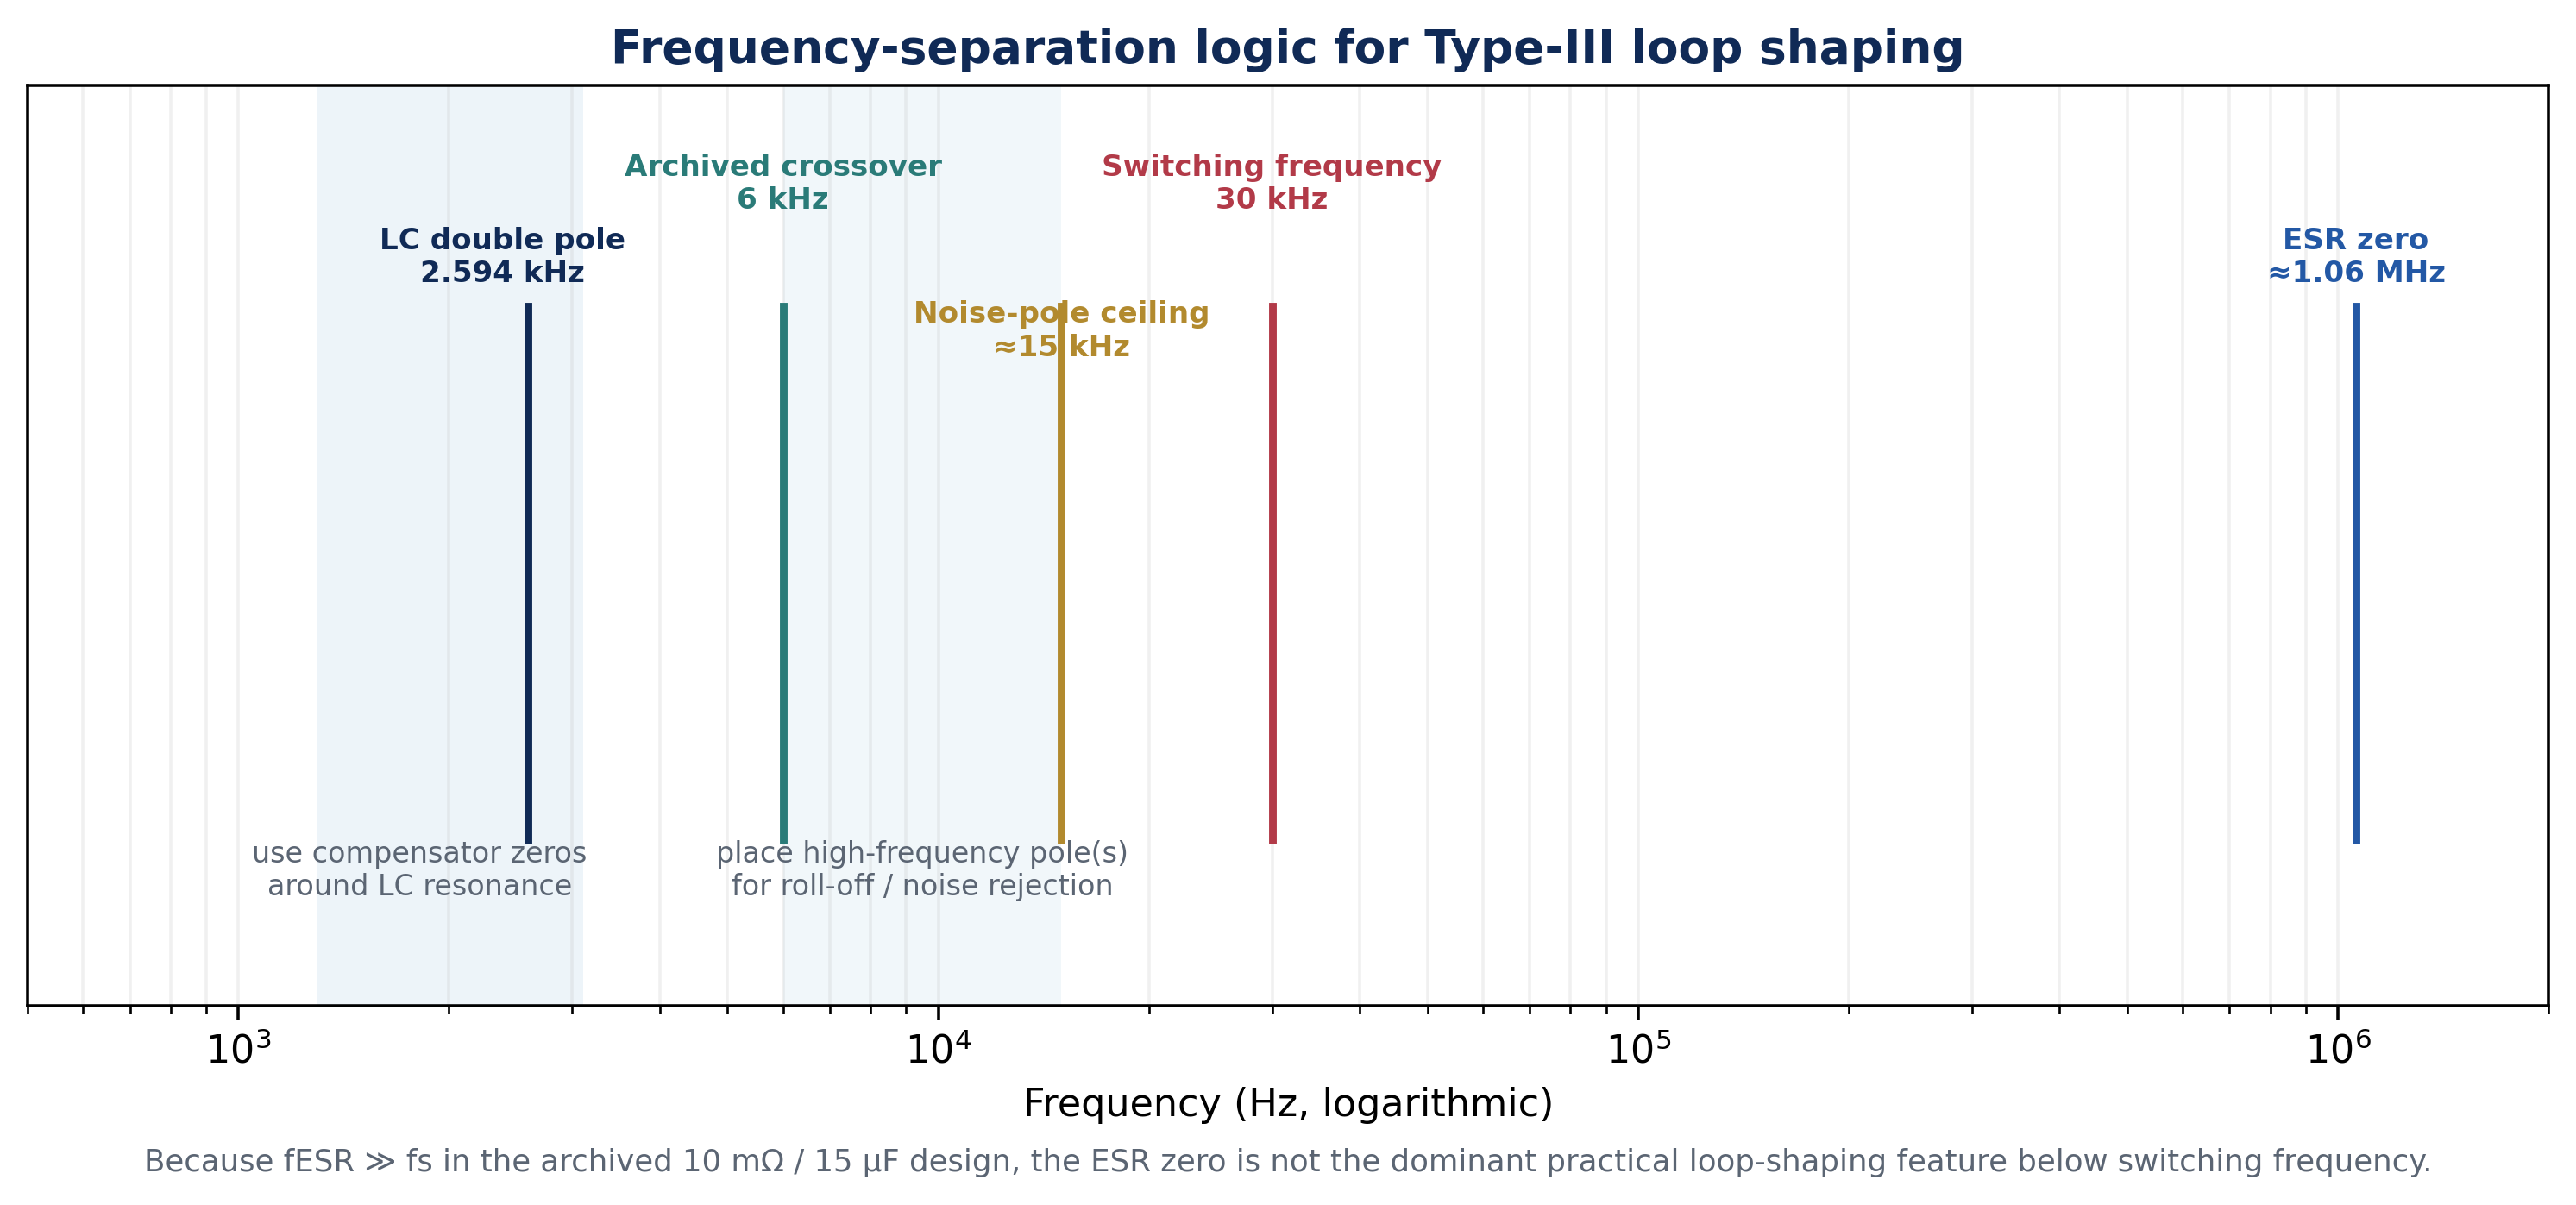 Frequency-separation logic for Type-III loop shaping
Archived crossover
6 kHz
Switching frequency
30 kHz
LC double pole
2.594 kHz
ESR zero
≈1.06 MHz
Noise-pole ceiling
≈15 kHz
use compensator zeros
around LC resonance
place high-frequency pole(s)
for roll-off / noise rejection
10³
10⁴
10⁵
10⁶
Frequency (Hz, logarithmic)
Because fESR ≫ fs in the archived 10 mΩ / 15 µF design, the ESR zero is not the dominant practical loop-shaping feature below switching frequency.